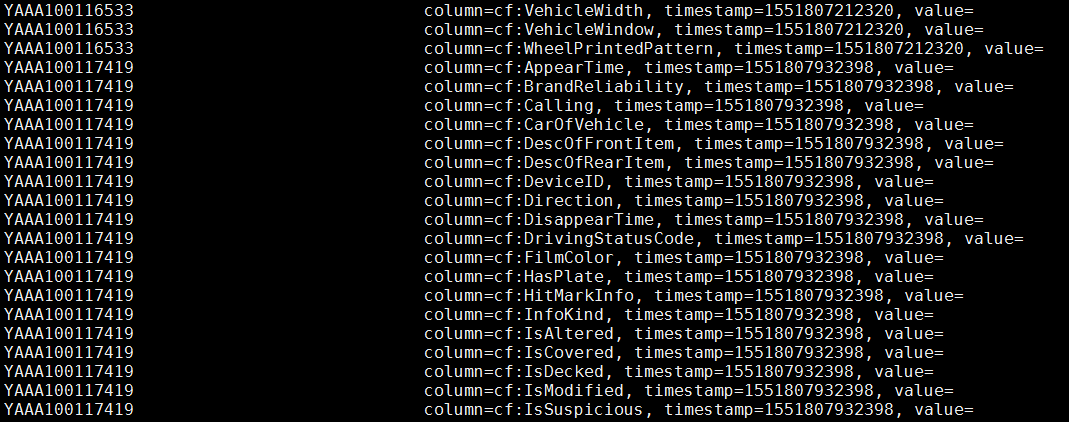 YAAA100116533 column=cf:VehicleWidth, timestamp=1551807212320, value=
YAAA100116533 column=cf:VehicleWindow, timestamp=1551807212320, value=
YAAA100116533 column=cf:WheelPrintedPattern, timestamp=1551807212320, value=
YAAA100117419 column=cf:AppearTime, timestamp=1551807932398, value=
YAAA100117419 column=cf:BrandReliability, timestamp=1551807932398, value=
YAAA100117419 column=cf:Calling, timestamp=1551807932398, value=
YAAA100117419 column=cf:CarOfVehicle, timestamp=1551807932398, value=
YAAA100117419 column=cf:DescOfFrontItem, timestamp=1551807932398, value=
YAAA100117419 column=cf:DescOfRearItem, timestamp=1551807932398, value=
YAAA100117419 column=cf:DeviceID, timestamp=1551807932398, value=
YAAA100117419 column=cf:Direction, timestamp=1551807932398, value=
YAAA100117419 column=cf:DisappearTime, timestamp=1551807932398, value=
YAAA100117419 column=cf:DrivingStatusCode, timestamp=1551807932398, value=
YAAA100117419 column=cf:FilmColor, timestamp=1551807932398, value=
YAAA100117419 column=cf:HasPlate, timestamp=1551807932398, value=
YAAA100117419 column=cf:HitMarkInfo, timestamp=1551807932398, value=
YAAA100117419 column=cf:InfoKind, timestamp=1551807932398, value=
YAAA100117419 column=cf:IsAltered, timestamp=1551807932398, value=
YAAA100117419 column=cf:IsCovered, timestamp=1551807932398, value=
YAAA100117419 column=cf:IsDecked, timestamp=1551807932398, value=
YAAA100117419 column=cf:IsModified, timestamp=1551807932398, value=
YAAA100117419 column=cf:IsSuspicious, timestamp=1551807932398, value=